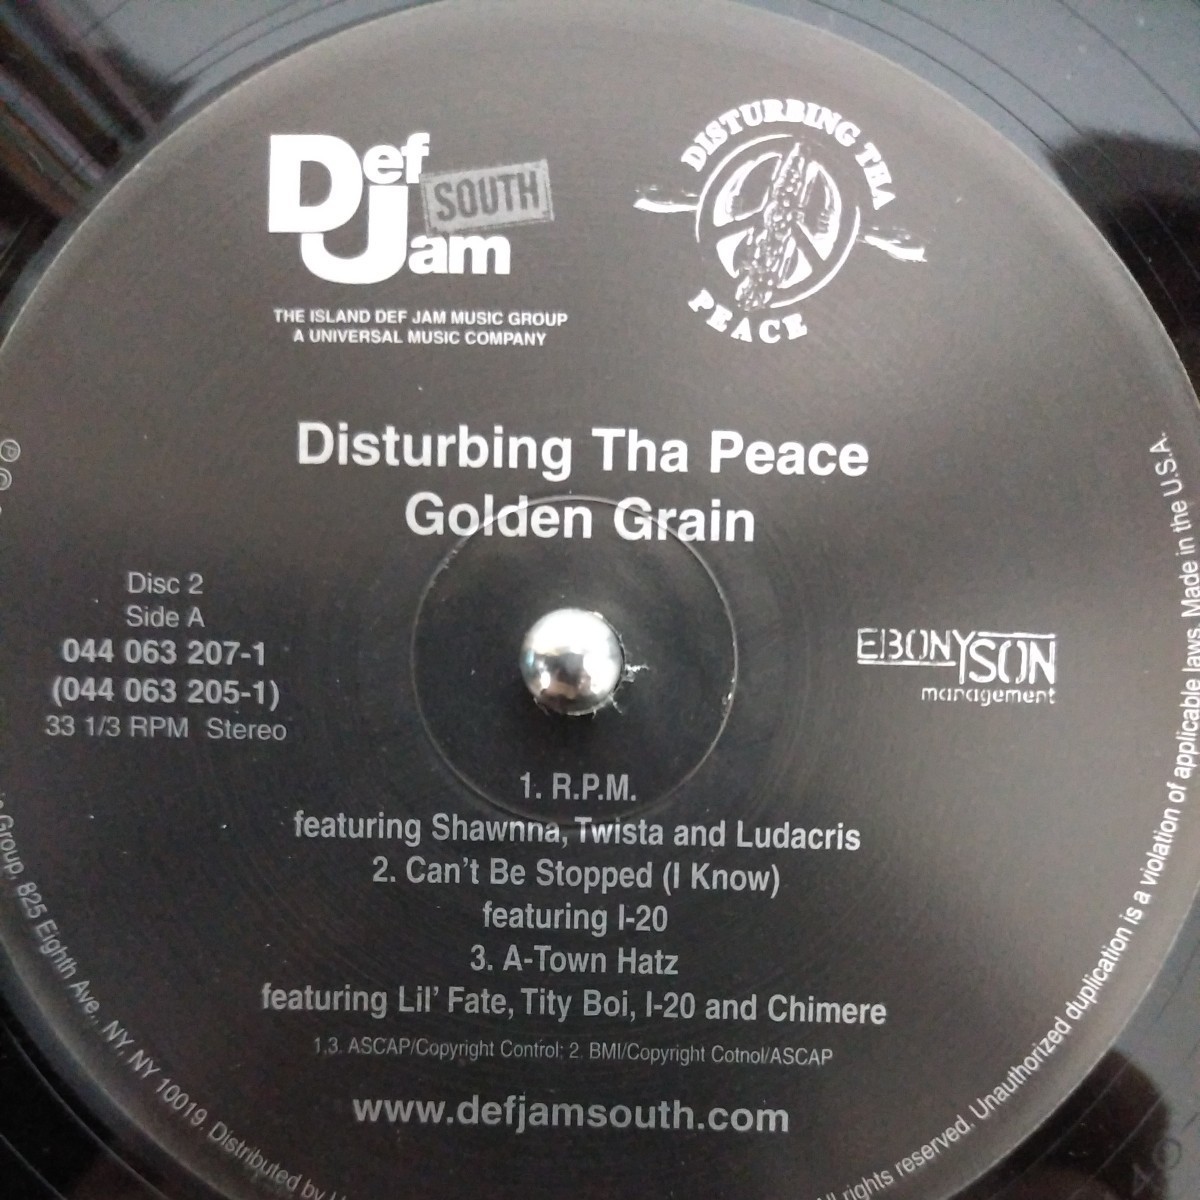 Def Jam SOUTH
THE ISLAND DEF JAM MUSIC GROUP
A UNIVERSAL MUSIC COMPANY
DISTURBING THA
PEACE
Disturbing Tha Peace
Golden Grain
Disc 2
Side A
044 063 207-1
(044 063 205-1)
33 1/3 RPM Stereo
EBONY SON
management
1. R.P.M.
featuring Shawnna, Twista and Ludacris
2. Can't Be Stopped (I Know)
featuring I-20
3. A-Town Hatz
featuring Lil' Fate, Tity Boi, I-20 and Chimere
1,3. ASCAP/Copyright Control; 2. BMI/Copyright Cotnol/ASCAP
www.defjamsouth.com
℗ ©
Group, 825 Eighth Ave., NY, NY 10019. Distributed by
rights reserved. Unauthorized duplication is a violation of applicable laws. Made in the U.S.A.